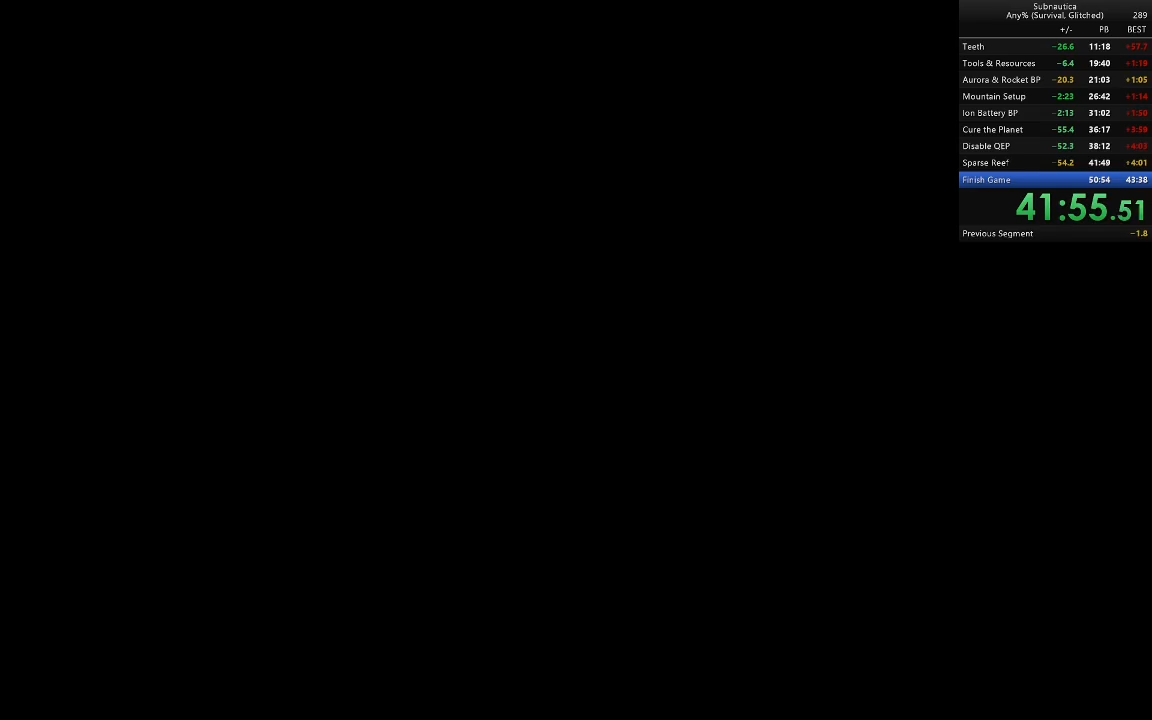 Subnautica
Any% (Survival, Glitched) 289
+/- PB BEST
Teeth −26.6 11:18 +57.7
Tools & Resources −6.4 19:40 +1:19
Aurora & Rocket BP −20.3 21:03 +1:05
Mountain Setup −2:23 26:42 +1:14
Ion Battery BP −2:13 31:02 +1:50
Cure the Planet −55.4 36:17 +3:59
Disable QEP −52.3 38:12 +4:03
Sparse Reef −54.2 41:49 +4:01
Finish Game 50:54 43:38
41:55.51
Previous Segment −1.8